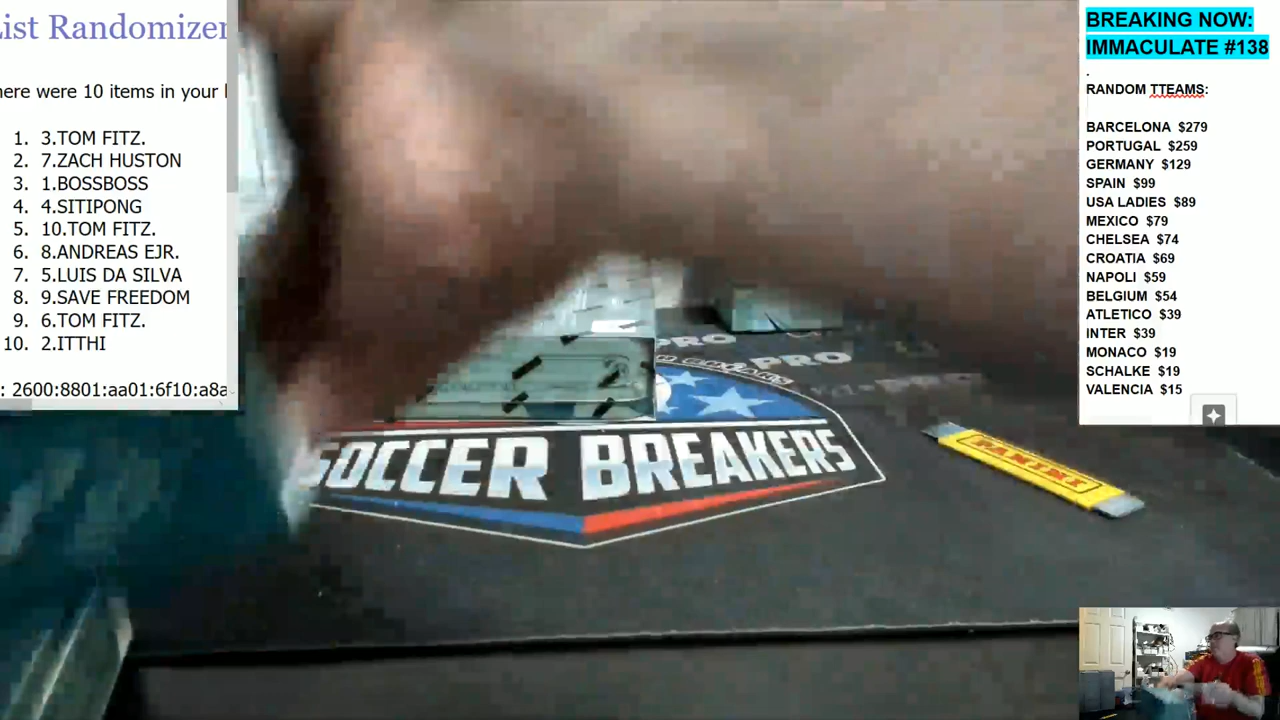 List Randomizer
here were 10 items in your
1. 3.TOM FITZ.
2. 7.ZACH HUSTON
3. 1.BOSSBOSS
4. 4.SITIPONG
5. 10.TOM FITZ.
6. 8.ANDREAS EJR.
7. 5.LUIS DA SILVA
8. 9.SAVE FREEDOM
9. 6.TOM FITZ.
10. 2.ITTHI
: 2600:8801:aa01:6f10:a8a
PRO
PRO
SOCCER BREAKERS
PANINI
BREAKING NOW:
IMMACULATE #138
.
RANDOM TTEAMS:
BARCELONA $279
PORTUGAL $259
GERMANY $129
SPAIN $99
USA LADIES $89
MEXICO $79
CHELSEA $74
CROATIA $69
NAPOLI $59
BELGIUM $54
ATLETICO $39
INTER $39
MONACO $19
SCHALKE $19
VALENCIA $15